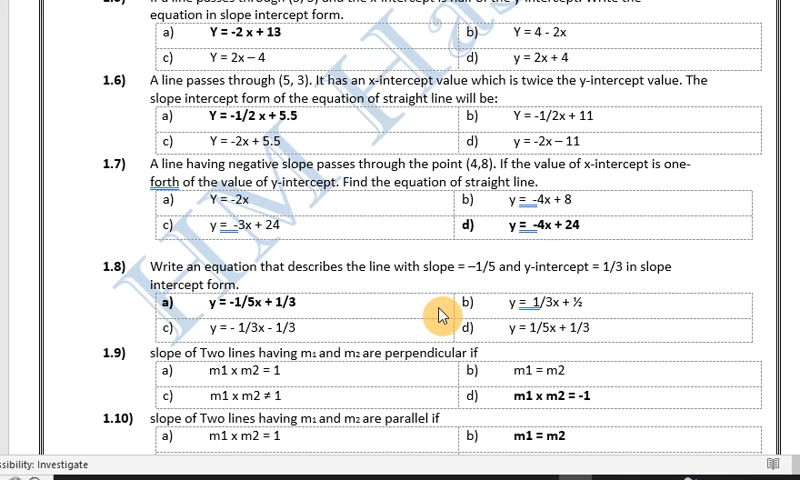 equation in slope intercept form.
a) Y = -2 x + 13 b) Y = 4 - 2x
c) Y = 2x – 4 d) y = 2x + 4
1.6) A line passes through (5, 3). It has an x-intercept value which is twice the y-intercept value. The
slope intercept form of the equation of straight line will be:
a) Y = -1/2 x + 5.5 b) Y = -1/2x + 11
c) Y = -2x + 5.5 d) y = -2x – 11
1.7) A line having negative slope passes through the point (4,8). If the value of x-intercept is one-
forth of the value of y-intercept. Find the equation of straight line.
a) Y = -2x b) y = -4x + 8
c) y = -3x + 24 d) y = -4x + 24
1.8) Write an equation that describes the line with slope = –1/5 and y-intercept = 1/3 in slope
intercept form.
a) y = -1/5x + 1/3 b) y = 1/3x + ½
c) y = - 1/3x - 1/3 d) y = 1/5x + 1/3
1.9) slope of Two lines having m₁ and m₂ are perpendicular if
a) m1 x m2 = 1 b) m1 = m2
c) m1 x m2 ≠ 1 d) m1 x m2 = -1
1.10) slope of Two lines having m₁ and m₂ are parallel if
a) m1 x m2 = 1 b) m1 = m2
HM Has
ssibility: Investigate